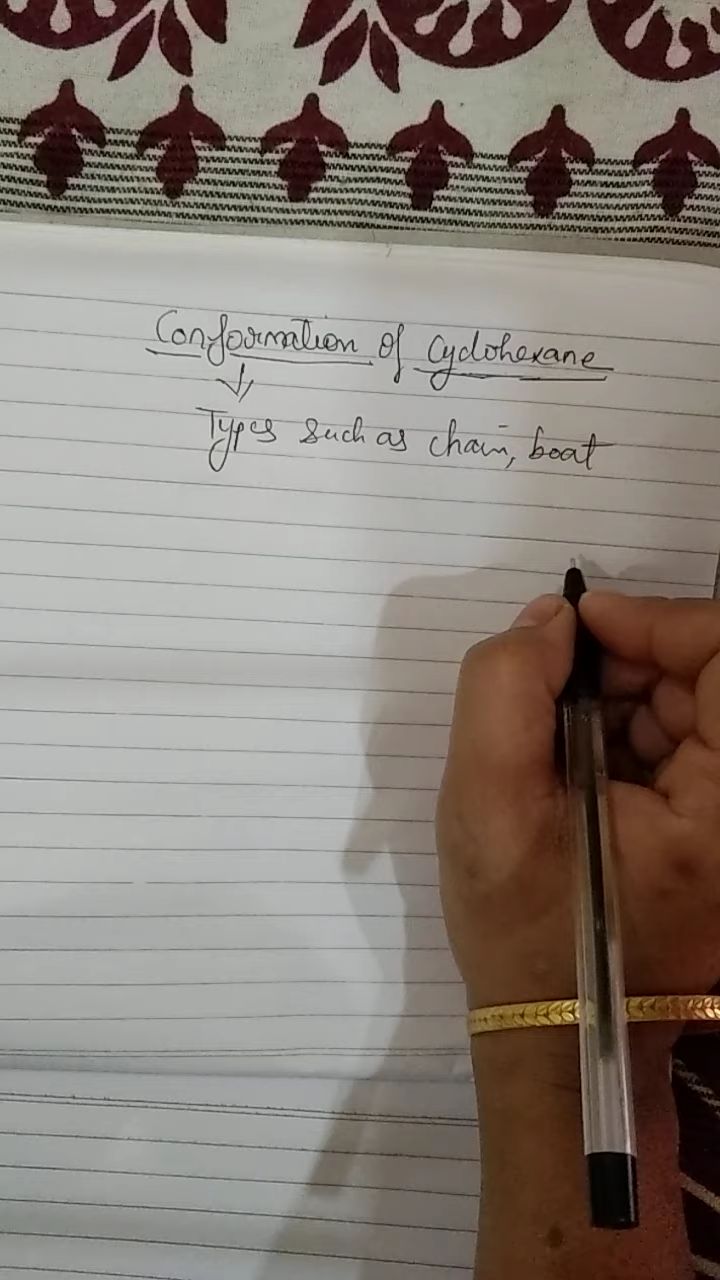 Conformation of Cyclohexane
Types such as chain, boat